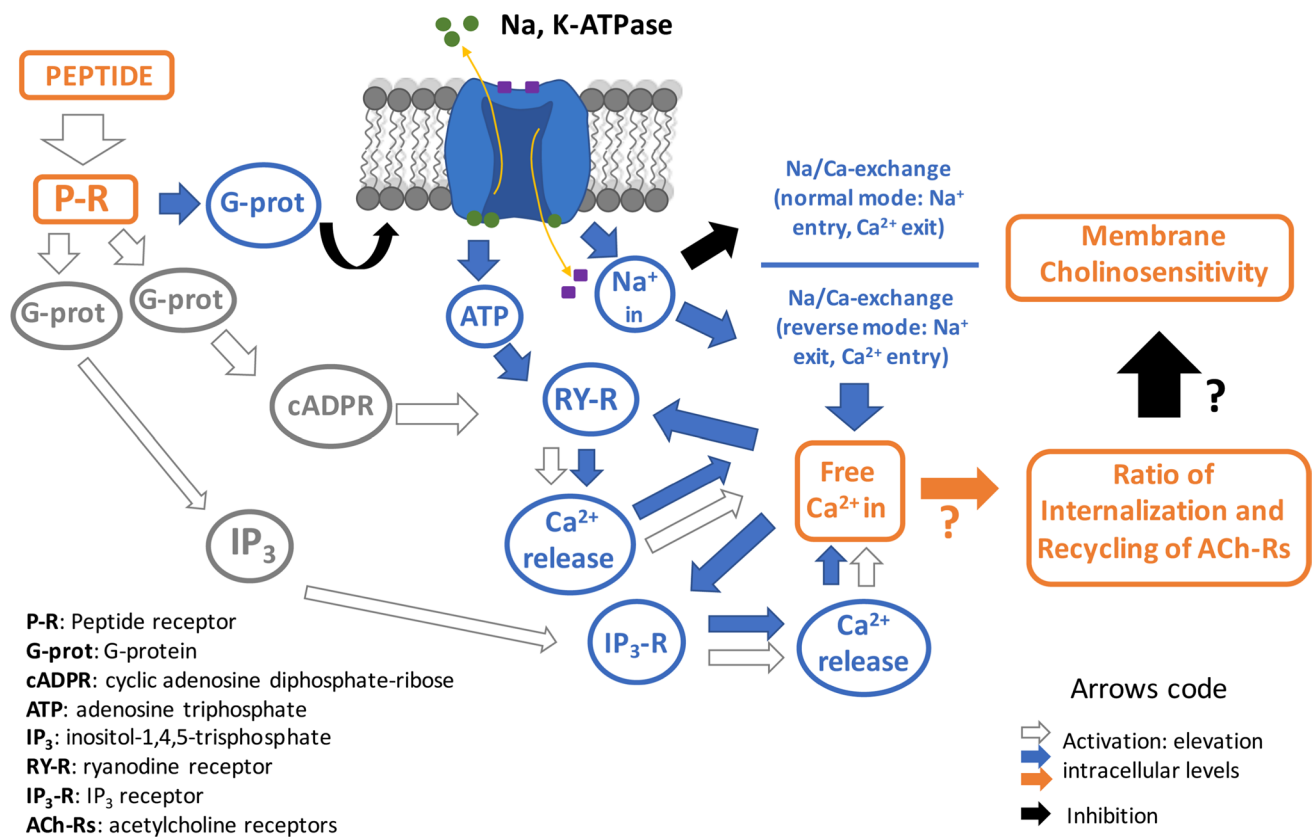 Na, K-ATPase
PEPTIDE
P-R
G-prot
G-prot
G-prot
Na/Ca-exchange
(normal mode: Na⁺
entry, Ca²⁺ exit)
Na⁺
in
ATP
Na/Ca-exchange
(reverse mode: Na⁺
exit, Ca²⁺ entry)
Membrane
Cholinosensitivity
cADPR
RY-R
?
Free
Ca²⁺ in
?
Ratio of
Internalization and
Recycling of ACh-Rs
Ca²⁺
release
IP₃
IP₃-R
Ca²⁺
release
P-R: Peptide receptor
G-prot: G-protein
cADPR: cyclic adenosine diphosphate-ribose
ATP: adenosine triphosphate
IP₃: inositol-1,4,5-trisphosphate
RY-R: ryanodine receptor
IP₃-R: IP₃ receptor
ACh-Rs: acetylcholine receptors
Arrows code
Activation: elevation
intracellular levels
Inhibition